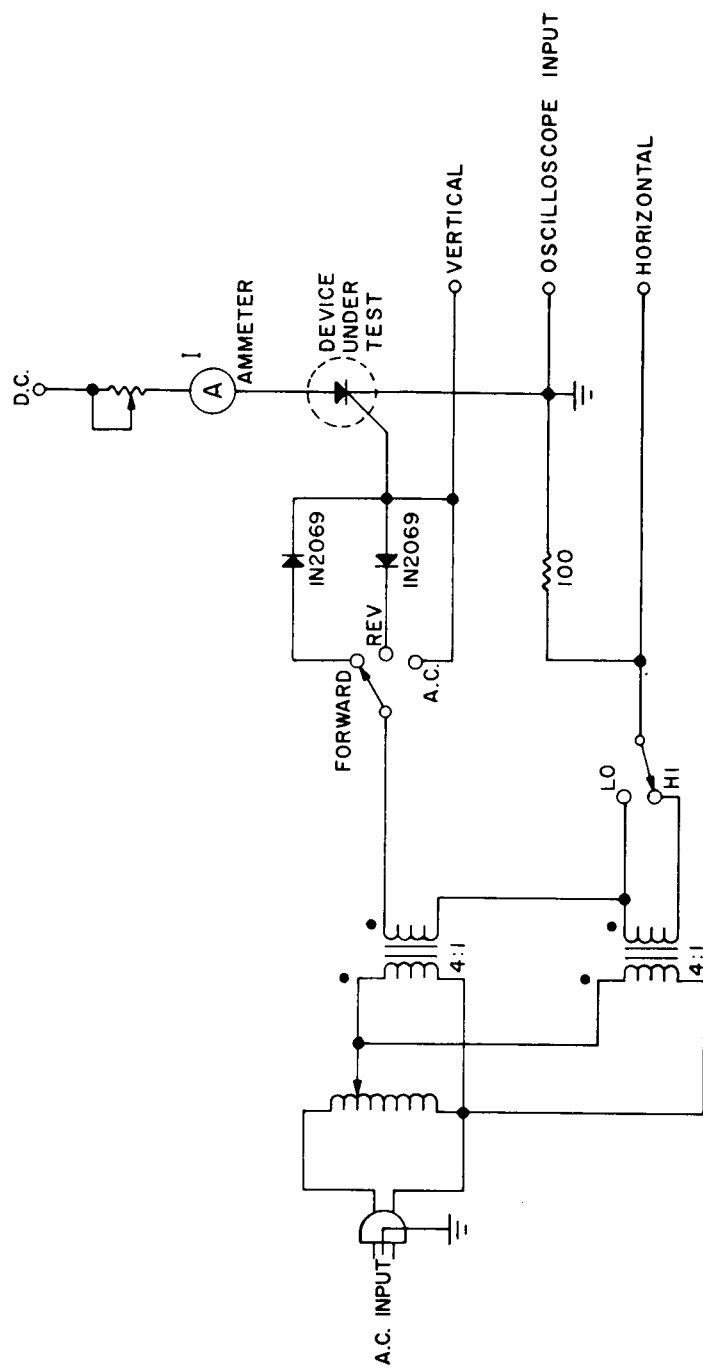 D.C.
I
AMMETER
DEVICE
UNDER
TEST
VERTICAL
OSCILLOSCOPE INPUT
HORIZONTAL
A
IN2069
IN2069
100
FORWARD
REV
A.C.
LO
HI
4:1
4:1
A.C. INPUT